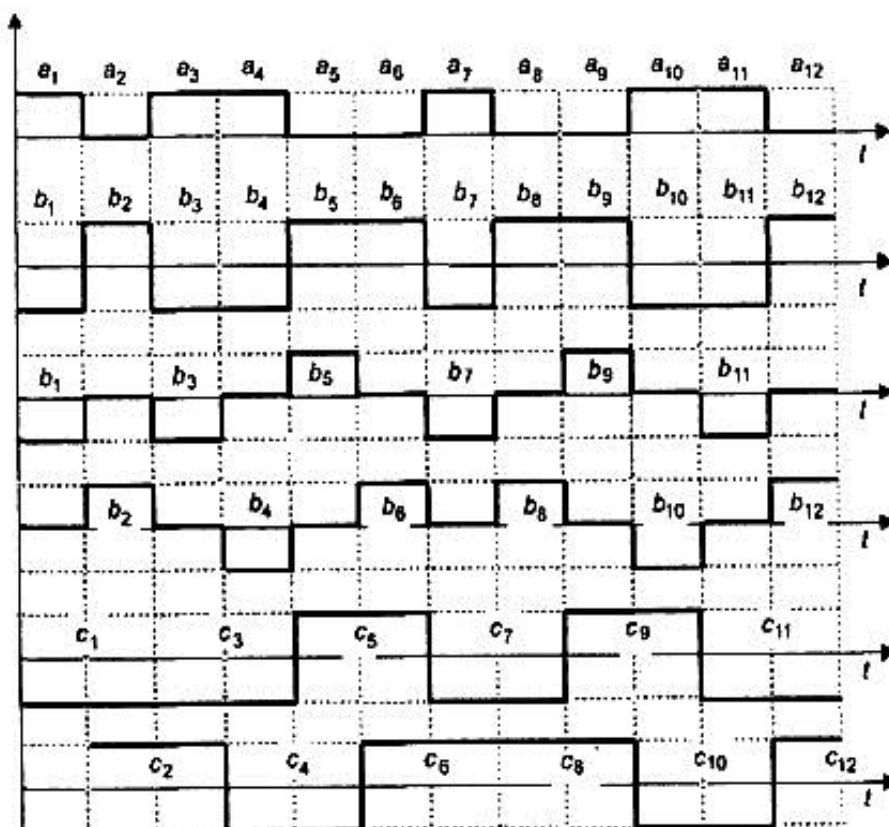 a₁ a₂ a₃ a₄ a₅ a₆ a₇ a₈ a₉ a₁₀ a₁₁ a₁₂
t
b₁ b₂ b₃ b₄ b₅ b₆ b₇ b₈ b₉ b₁₀ b₁₁ b₁₂
t
b₁ b₃ b₅ b₇ b₉ b₁₁
t
b₂ b₄ b₆ b₈ b₁₀ b₁₂
t
c₁ c₃ c₅ c₇ c₉ c₁₁
t
c₂ c₄ c₆ c₈ c₁₀ c₁₂
t